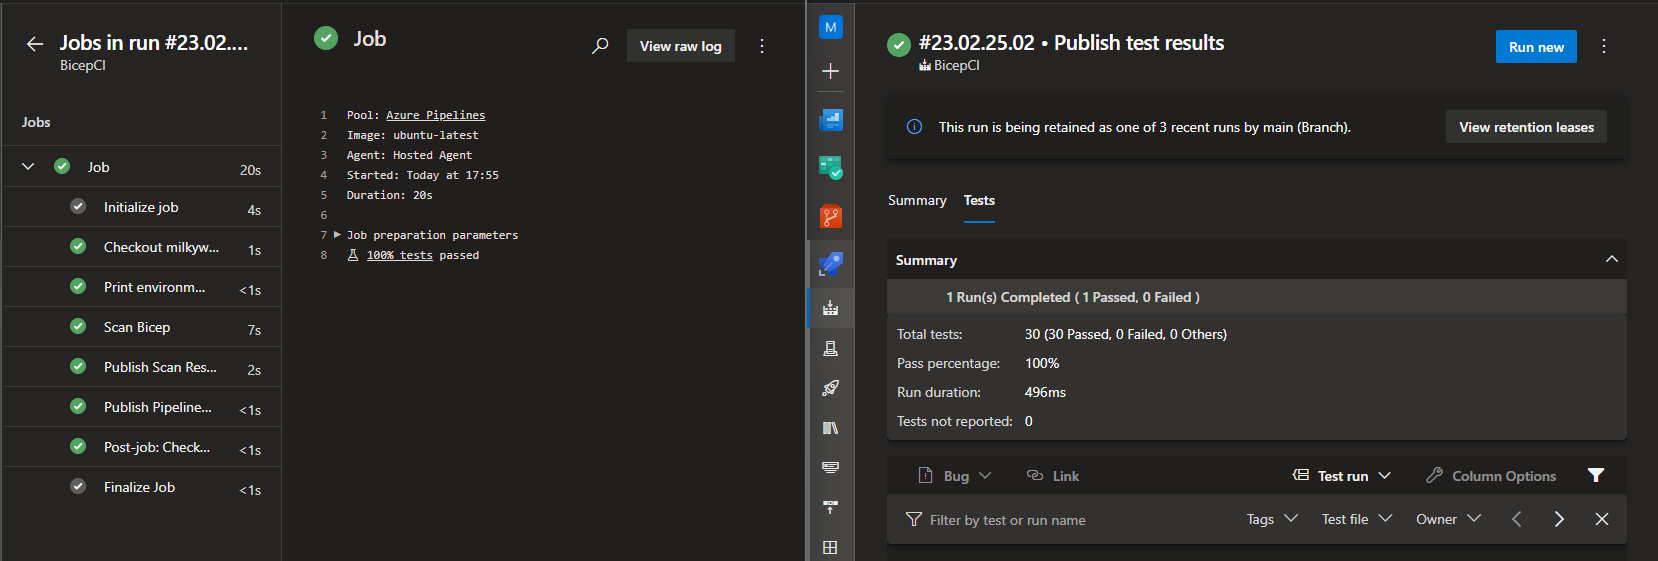 Jobs in run #23.02....
BicepCI
Jobs
Job 20s
Initialize job 4s
Checkout milkyw... 1s
Print environm... <1s
Scan Bicep 7s
Publish Scan Res... 2s
Publish Pipeline... <1s
Post-job: Check... <1s
Finalize Job <1s
Job
View raw log
1 Pool: Azure Pipelines
2 Image: ubuntu-latest
3 Agent: Hosted Agent
4 Started: Today at 17:55
5 Duration: 20s
6
7 Job preparation parameters
8 100% tests passed
M
#23.02.25.02 • Publish test results
BicepCI
Run new
This run is being retained as one of 3 recent runs by main (Branch).
View retention leases
Summary Tests
Summary
1 Run(s) Completed ( 1 Passed, 0 Failed )
Total tests: 30 (30 Passed, 0 Failed, 0 Others)
Pass percentage: 100%
Run duration: 496ms
Tests not reported: 0
Bug Link Test run Column Options
Filter by test or run name Tags Test file Owner